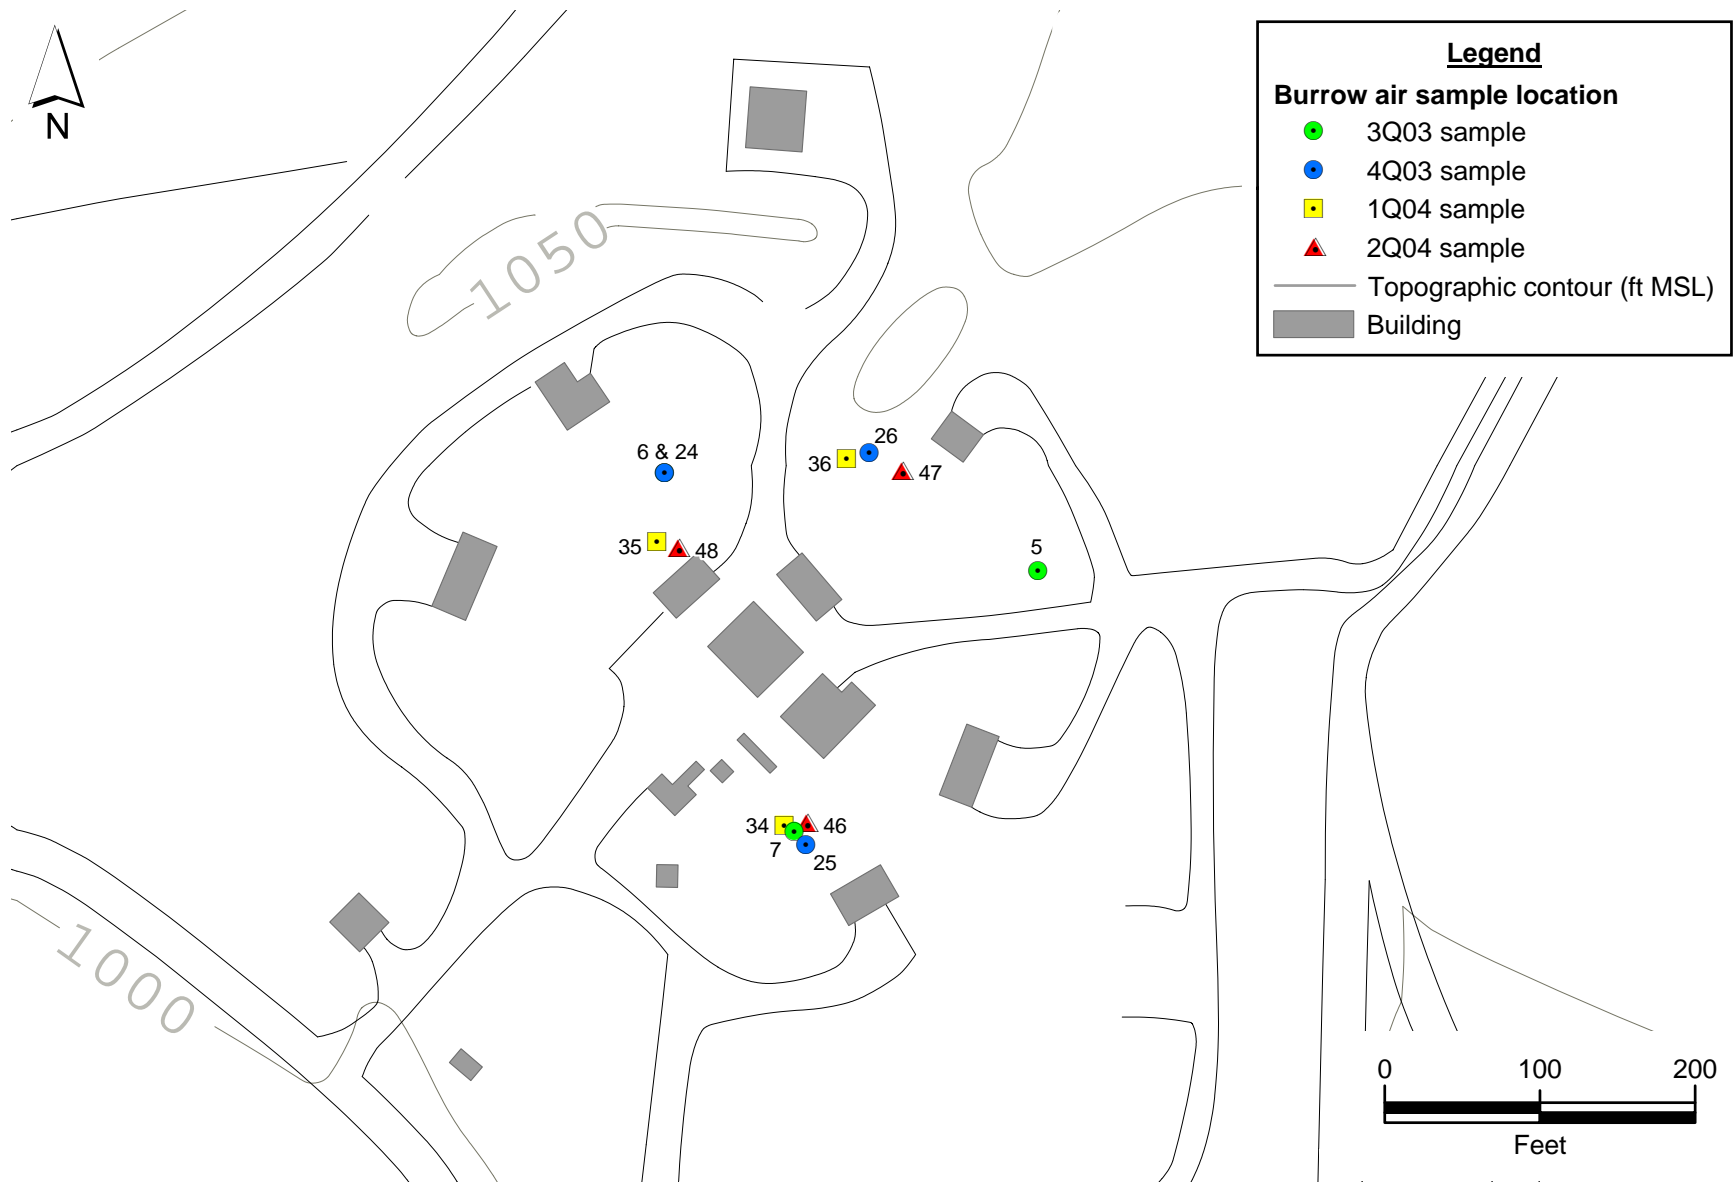 N
Legend
Burrow air sample location
3Q03 sample
4Q03 sample
1Q04 sample
2Q04 sample
Topographic contour (ft MSL)
Building
1050
6 & 24
26
36
47
35
48
5
34
46
7
25
1000
0 100 200
Feet